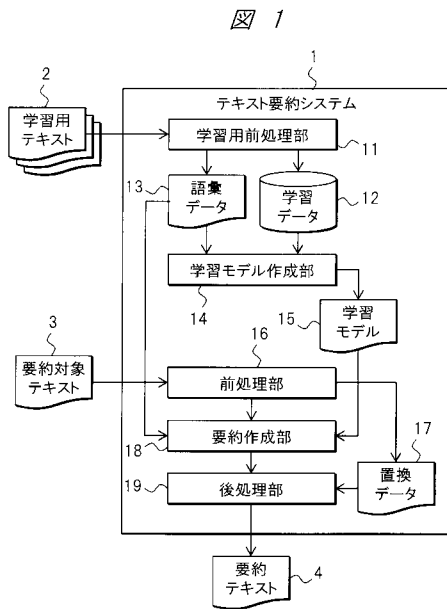 図 1
1
2
学習用
テキスト
テキスト要約システム
学習用前処理部
11
13
語彙
データ
学習
データ
12
学習モデル作成部
14
15
学習
モデル
3
要約対象
テキスト
16
前処理部
要約作成部
18
17
置換
データ
19
後処理部
要約
テキスト
4